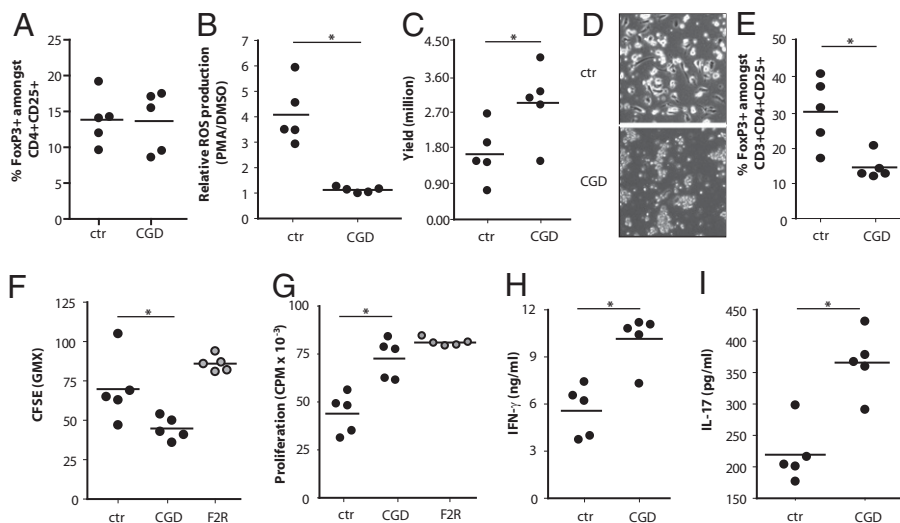 A
% FoxP3+ amongst
CD4+CD25+
25
20
15
10
5
0
ctr
CGD
B
Relative ROS production
(PMA/DMSO)
*
7
6
5
4
3
2
1
0
ctr
CGD
C
Yield (million)
*
4.50
3.60
2.70
1.80
0.90
0.00
ctr
CGD
D
ctr
CGD
E
% FoxP3+ amongst
CD3+CD4+CD25+
*
50
40
30
20
10
0
ctr
CGD
F
CFSE (GMX)
*
125
100
75
50
25
0
ctr
CGD
F2R
G
Proliferation (CPM x 10⁻³)
*
100
75
50
25
0
ctr
CGD
F2R
H
IFN-γ (ng/ml)
*
12
9
6
3
0
ctr
CGD
I
IL-17 (pg/ml)
*
450
400
350
300
250
200
150
ctr
CGD